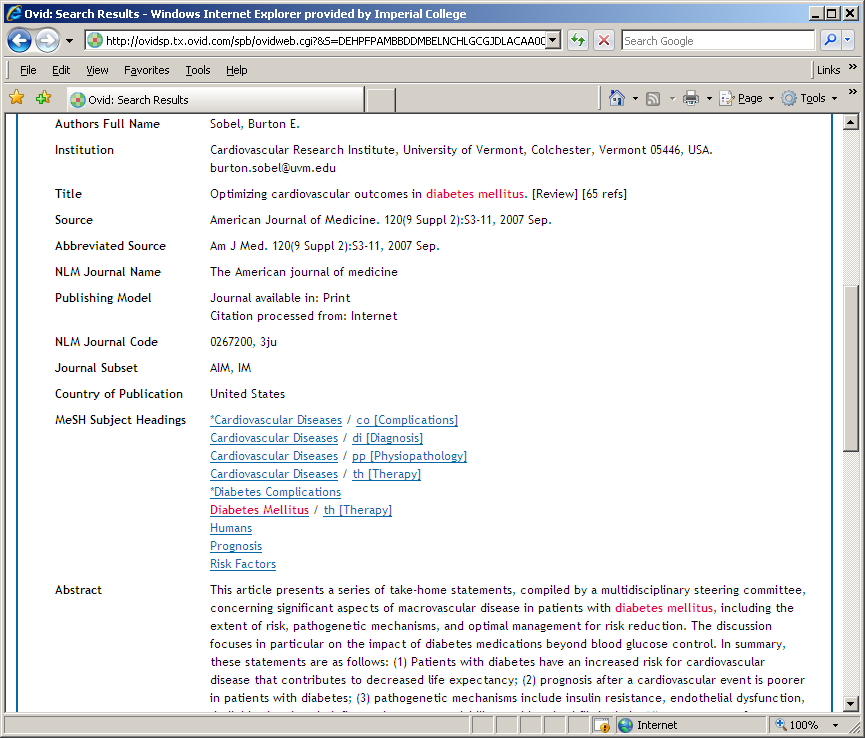 Ovid: Search Results - Windows Internet Explorer provided by Imperial College
http://ovidsp.tx.ovid.com/spb/ovidweb.cgi?&S=DEHPFPAMBBDDMBELNCHLGCGJDLACAA00
Search Google
File Edit View Favorites Tools Help
Links »
Ovid: Search Results
Page Tools »
Authors Full Name Sobel, Burton E.
Institution Cardiovascular Research Institute, University of Vermont, Colchester, Vermont 05446, USA.
burton.sobel@uvm.edu
Title Optimizing cardiovascular outcomes in diabetes mellitus. [Review] [65 refs]
Source American Journal of Medicine. 120(9 Suppl 2):S3-11, 2007 Sep.
Abbreviated Source Am J Med. 120(9 Suppl 2):S3-11, 2007 Sep.
NLM Journal Name The American journal of medicine
Publishing Model Journal available in: Print
Citation processed from: Internet
NLM Journal Code 0267200, 3ju
Journal Subset AIM, IM
Country of Publication United States
MeSH Subject Headings *Cardiovascular Diseases / co [Complications]
Cardiovascular Diseases / di [Diagnosis]
Cardiovascular Diseases / pp [Physiopathology]
Cardiovascular Diseases / th [Therapy]
*Diabetes Complications
Diabetes Mellitus / th [Therapy]
Humans
Prognosis
Risk Factors
Abstract This article presents a series of take-home statements, compiled by a multidisciplinary steering committee,
concerning significant aspects of macrovascular disease in patients with diabetes mellitus, including the
extent of risk, pathogenetic mechanisms, and optimal management for risk reduction. The discussion
focuses in particular on the impact of diabetes medications beyond blood glucose control. In summary,
these statements are as follows: (1) Patients with diabetes have an increased risk for cardiovascular
disease that contributes to decreased life expectancy; (2) prognosis after a cardiovascular event is poorer
in patients with diabetes; (3) pathogenetic mechanisms include insulin resistance, endothelial dysfunction,
Internet 100%